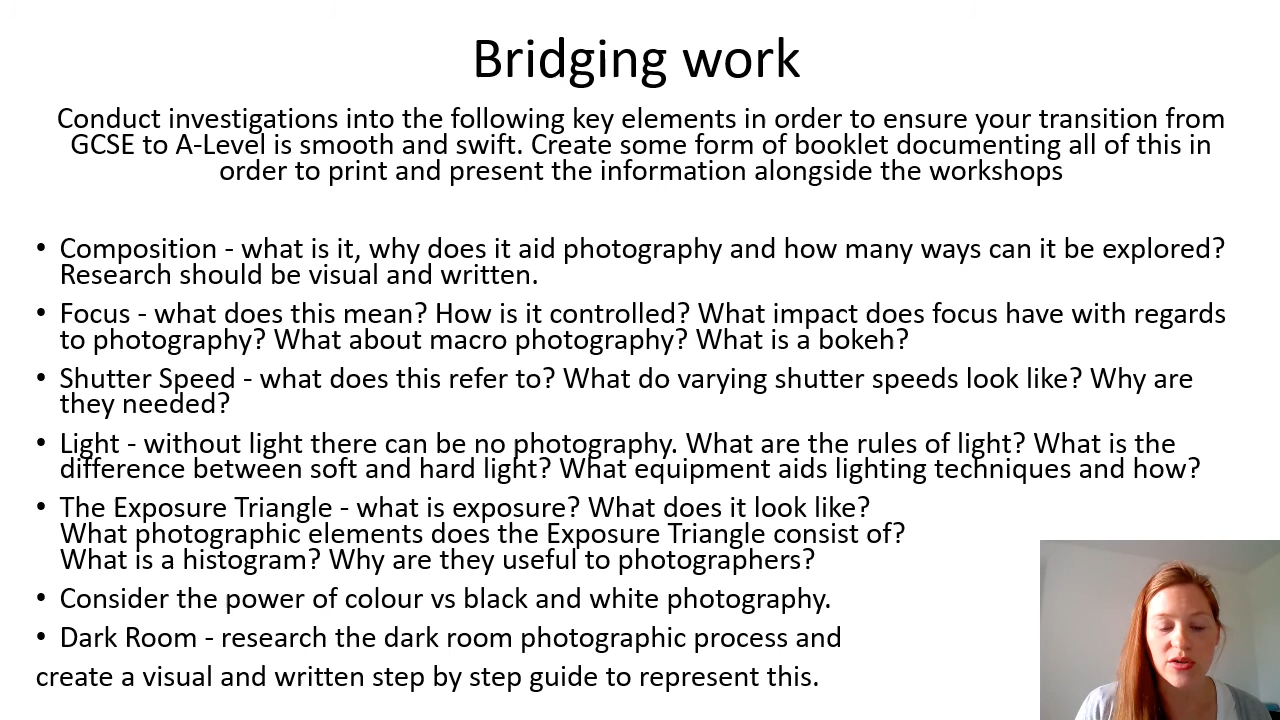 Bridging work
Conduct investigations into the following key elements in order to ensure your transition from
GCSE to A-Level is smooth and swift. Create some form of booklet documenting all of this in
order to print and present the information alongside the workshops
• Composition - what is it, why does it aid photography and how many ways can it be explored?
Research should be visual and written.
• Focus - what does this mean? How is it controlled? What impact does focus have with regards
to photography? What about macro photography? What is a bokeh?
• Shutter Speed - what does this refer to? What do varying shutter speeds look like? Why are
they needed?
• Light - without light there can be no photography. What are the rules of light? What is the
difference between soft and hard light? What equipment aids lighting techniques and how?
• The Exposure Triangle - what is exposure? What does it look like?
What photographic elements does the Exposure Triangle consist of?
What is a histogram? Why are they useful to photographers?
• Consider the power of colour vs black and white photography.
• Dark Room - research the dark room photographic process and
create a visual and written step by step guide to represent this.